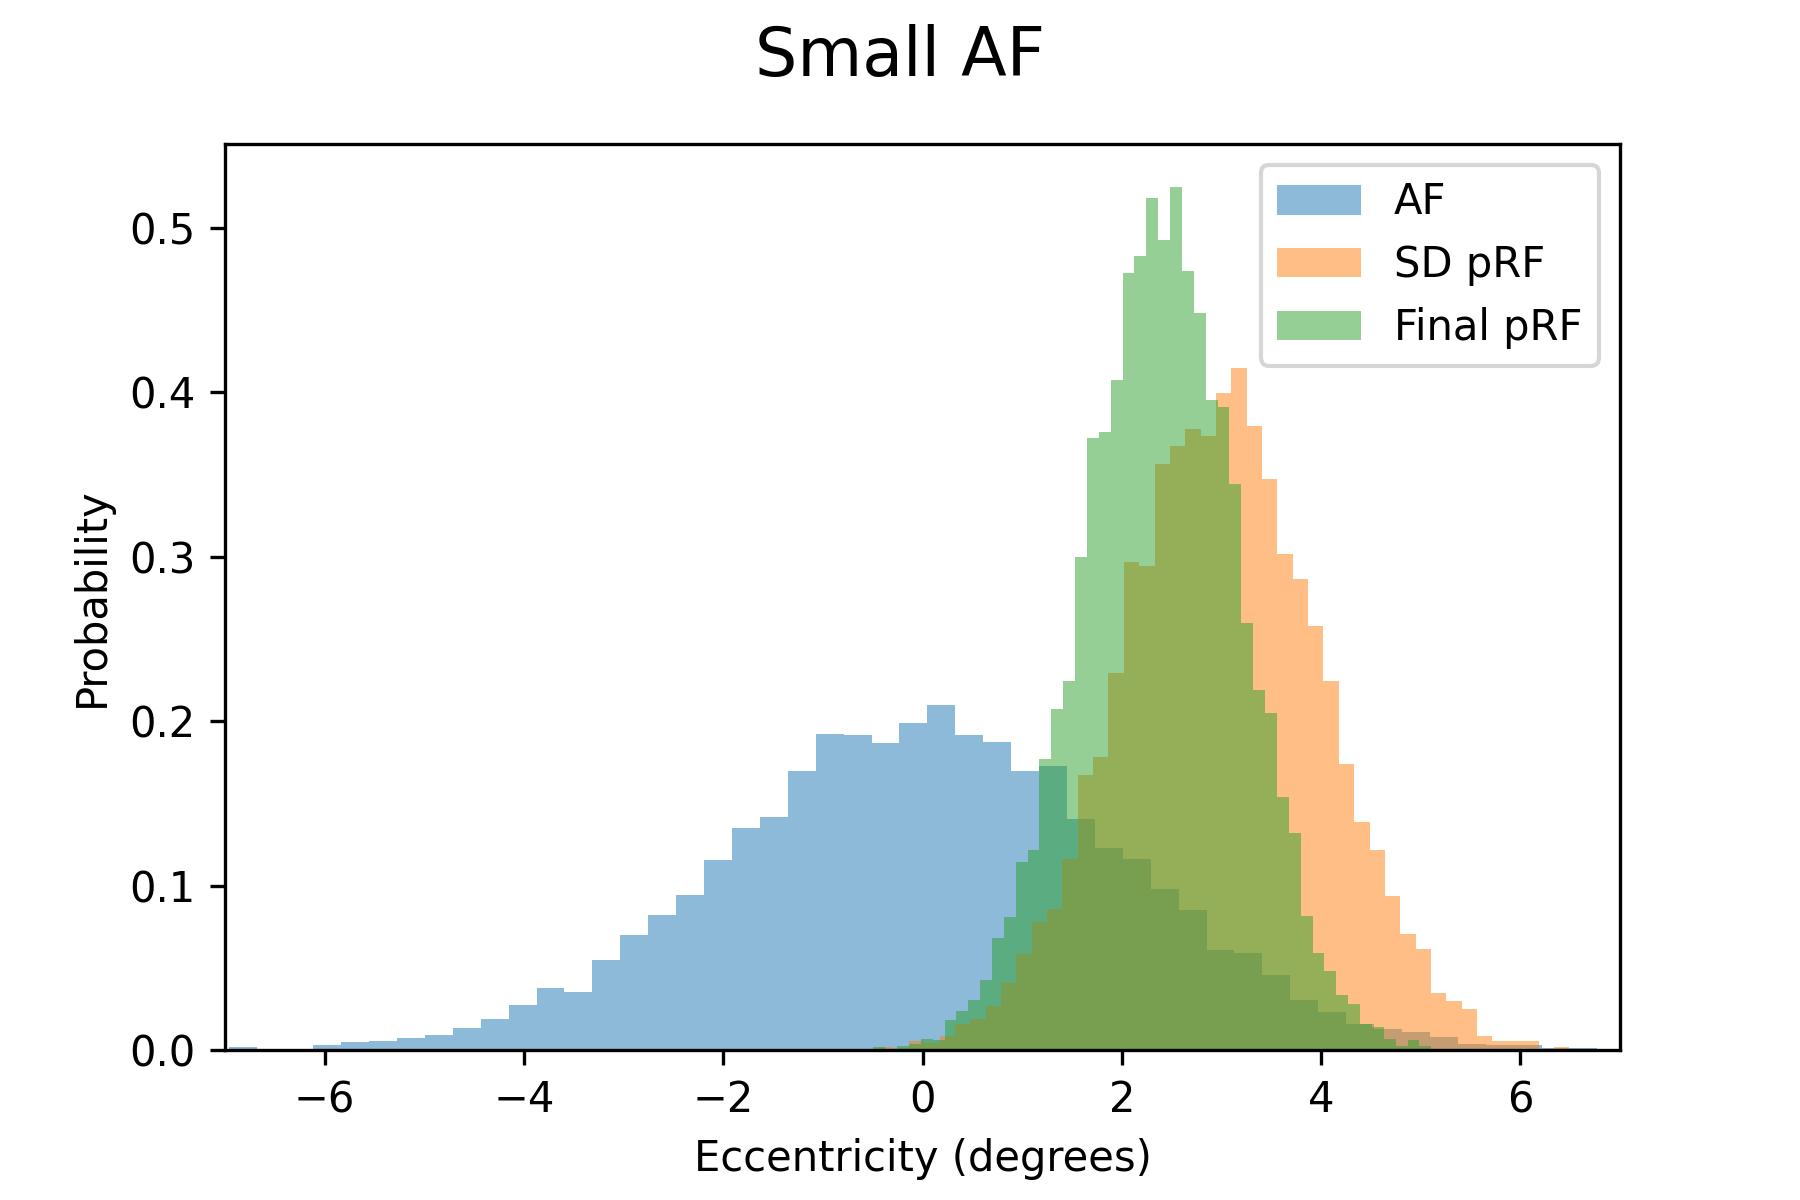 Small AF
AF
SD pRF
Final pRF
0.5
0.4
0.3
0.2
0.1
0.0
Probability
−6 −4 −2 0 2 4 6
Eccentricity (degrees)